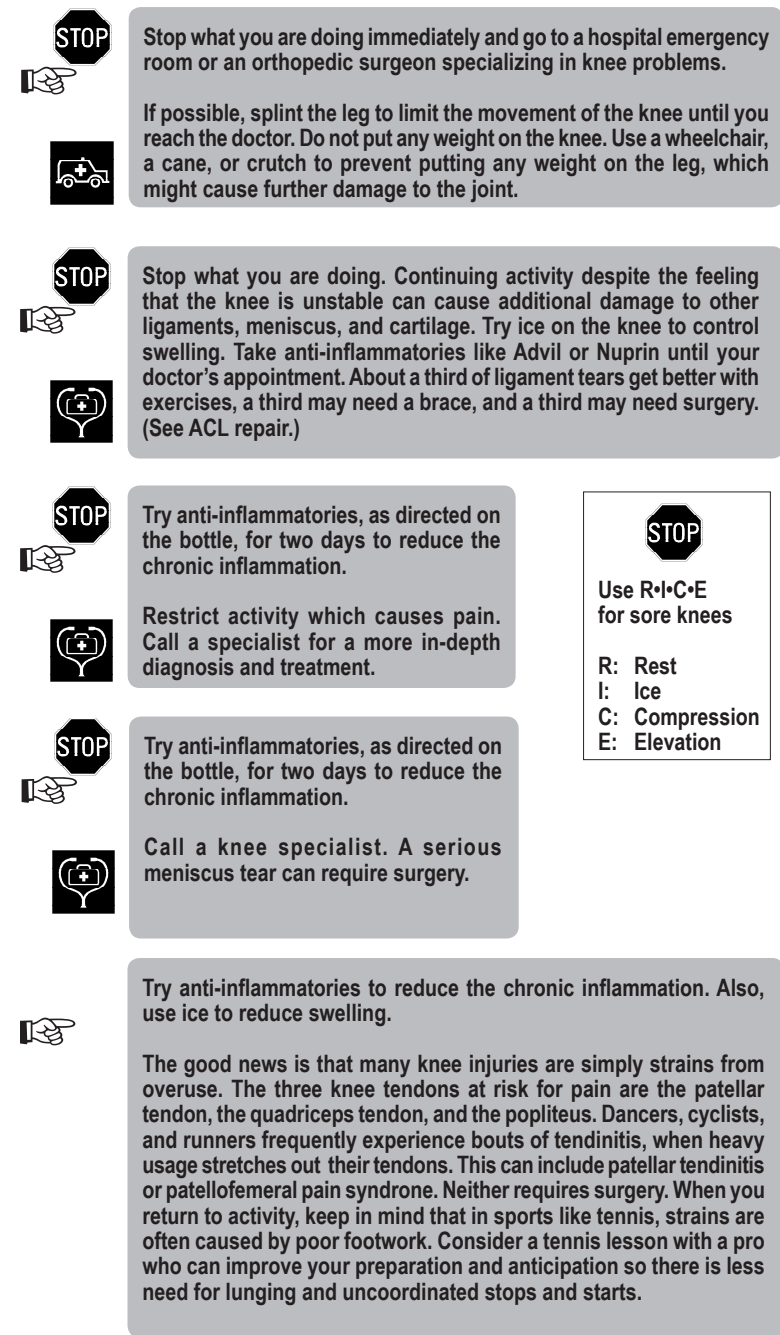 STOP
Stop what you are doing immediately and go to a hospital emergency
room or an orthopedic surgeon specializing in knee problems.
If possible, splint the leg to limit the movement of the knee until you
reach the doctor. Do not put any weight on the knee. Use a wheelchair,
a cane, or crutch to prevent putting any weight on the leg, which
might cause further damage to the joint.
STOP
Stop what you are doing. Continuing activity despite the feeling
that the knee is unstable can cause additional damage to other
ligaments, meniscus, and cartilage. Try ice on the knee to control
swelling. Take anti-inflammatories like Advil or Nuprin until your
doctor's appointment. About a third of ligament tears get better with
exercises, a third may need a brace, and a third may need surgery.
(See ACL repair.)
STOP
Try anti-inflammatories, as directed on
the bottle, for two days to reduce the
chronic inflammation.
Restrict activity which causes pain.
Call a specialist for a more in-depth
diagnosis and treatment.
STOP
Use R•I•C•E
for sore knees
R: Rest
I: Ice
C: Compression
E: Elevation
STOP
Try anti-inflammatories, as directed on
the bottle, for two days to reduce the
chronic inflammation.
Call a knee specialist. A serious
meniscus tear can require surgery.
Try anti-inflammatories to reduce the chronic inflammation. Also,
use ice to reduce swelling.
The good news is that many knee injuries are simply strains from
overuse. The three knee tendons at risk for pain are the patellar
tendon, the quadriceps tendon, and the popliteus. Dancers, cyclists,
and runners frequently experience bouts of tendinitis, when heavy
usage stretches out their tendons. This can include patellar tendinitis
or patellofemeral pain syndrone. Neither requires surgery. When you
return to activity, keep in mind that in sports like tennis, strains are
often caused by poor footwork. Consider a tennis lesson with a pro
who can improve your preparation and anticipation so there is less
need for lunging and uncoordinated stops and starts.